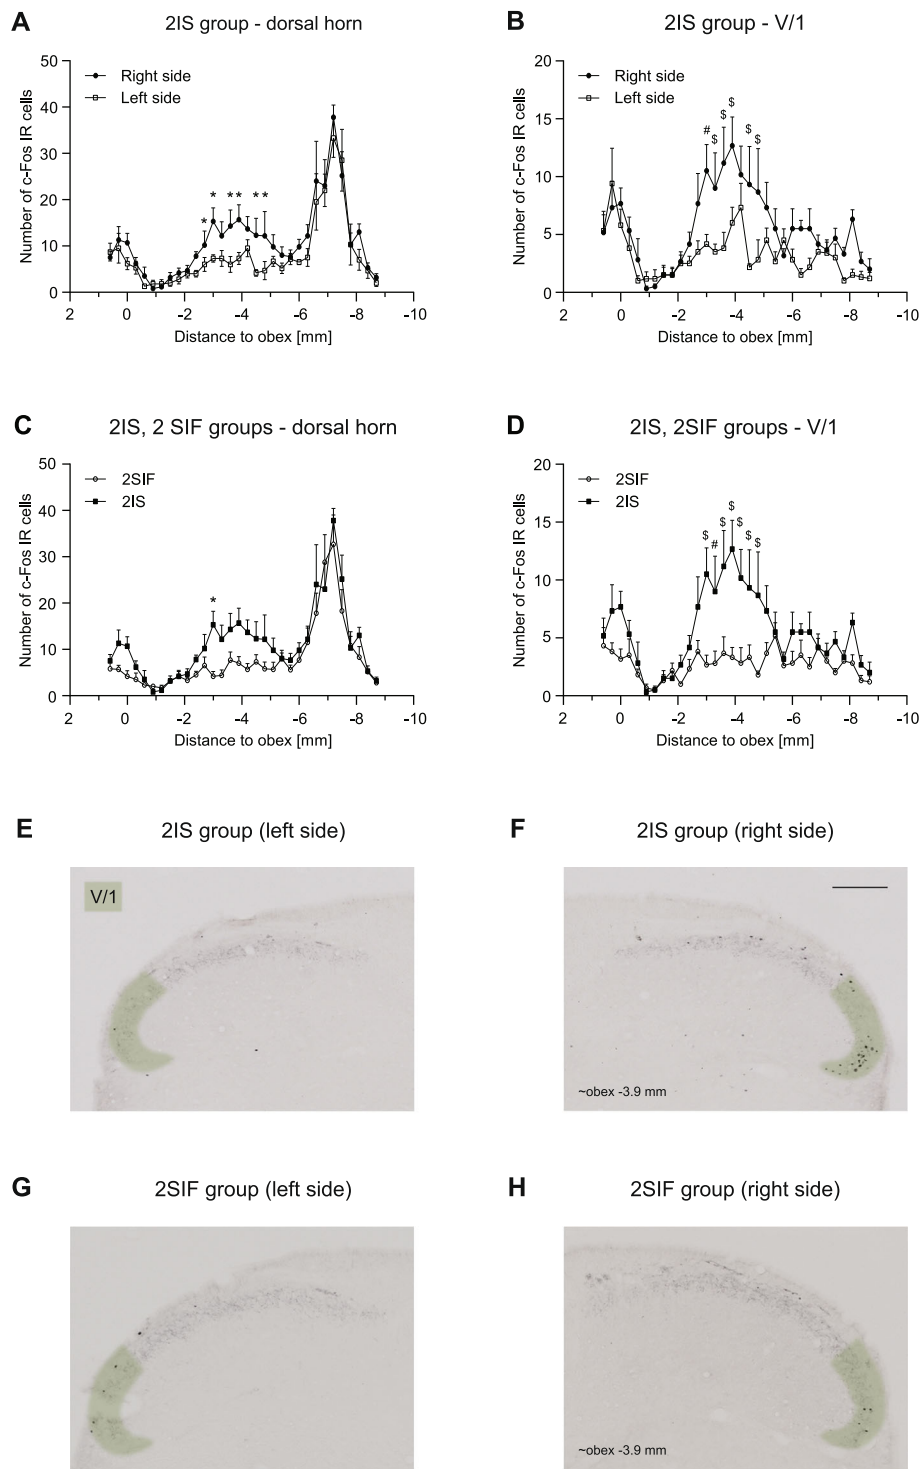 A 2IS group - dorsal horn
Number of c-Fos IR cells
50
40
30
20
10
0
Right side
Left side
* * ** **
2 0 -2 -4 -6 -8 -10
Distance to obex [mm]
B 2IS group - V/1
Number of c-Fos IR cells
20
15
10
5
0
Right side
Left side
# $ $ $ $ $
2 0 -2 -4 -6 -8 -10
Distance to obex [mm]
C 2IS, 2 SIF groups - dorsal horn
Number of c-Fos IR cells
50
40
30
20
10
0
2SIF
2IS
*
2 0 -2 -4 -6 -8 -10
Distance to obex [mm]
D 2IS, 2SIF groups - V/1
Number of c-Fos IR cells
20
15
10
5
0
2SIF
2IS
$ # $ $ $ $ $
2 0 -2 -4 -6 -8 -10
Distance to obex [mm]
E 2IS group (left side)
V/1
F 2IS group (right side)
~obex -3.9 mm
G 2SIF group (left side)
H 2SIF group (right side)
~obex -3.9 mm